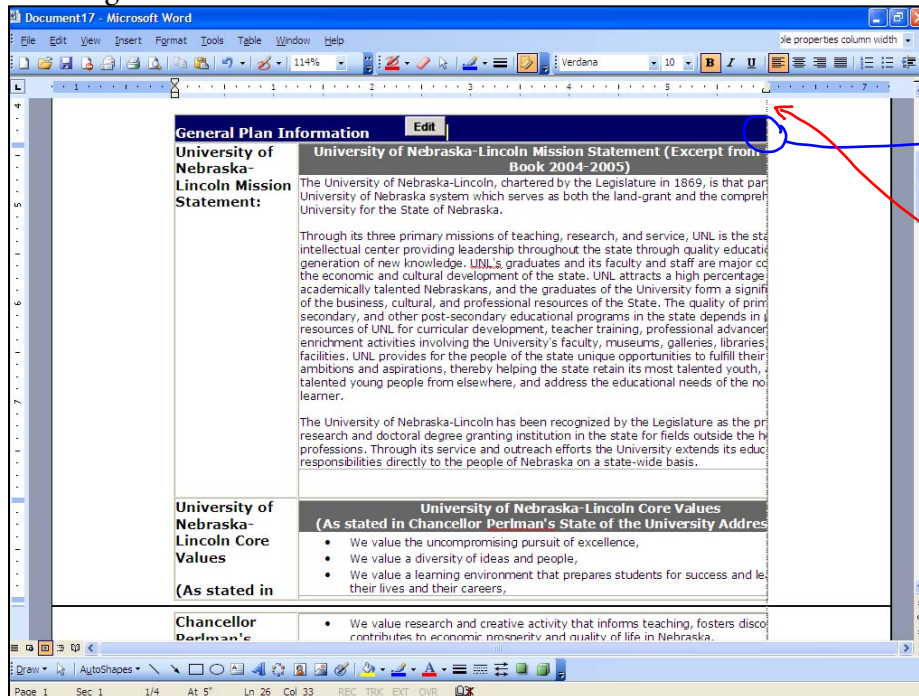 Document17 - Microsoft Word
File Edit View Insert Format Tools Table Window Help
ple properties column width
114% Verdana 10 B I U
1 1 2 3 4 5 7
General Plan Information Edit
University of
Nebraska-
Lincoln Mission
Statement:
University of Nebraska-Lincoln Mission Statement (Excerpt from
Book 2004-2005)
The University of Nebraska-Lincoln, chartered by the Legislature in 1869, is that par
University of Nebraska system which serves as both the land-grant and the compreh
University for the State of Nebraska.
Through its three primary missions of teaching, research, and service, UNL is the sta
intellectual center providing leadership throughout the state through quality educatio
generation of new knowledge. UNL's graduates and its faculty and staff are major co
the economic and cultural development of the state. UNL attracts a high percentage
academically talented Nebraskans, and the graduates of the University form a signifi
of the business, cultural, and professional resources of the State. The quality of prim
secondary, and other post-secondary educational programs in the state depends in p
resources of UNL for curricular development, teacher training, professional advancem
enrichment activities involving the University's faculty, museums, galleries, libraries,
facilities. UNL provides for the people of the state unique opportunities to fulfill their
ambitions and aspirations, thereby helping the state retain its most talented youth, a
talented young people from elsewhere, and address the educational needs of the no
learner.
The University of Nebraska-Lincoln has been recognized by the Legislature as the pr
research and doctoral degree granting institution in the state for fields outside the h
professions. Through its service and outreach efforts the University extends its educ
responsibilities directly to the people of Nebraska on a state-wide basis.
University of
Nebraska-
Lincoln Core
Values
(As stated in
University of Nebraska-Lincoln Core Values
(As stated in Chancellor Perlman's State of the University Addres
• We value the uncompromising pursuit of excellence,
• We value a diversity of ideas and people,
• We value a learning environment that prepares students for success and le
their lives and their careers,
Chancellor
Perlman's
• We value research and creative activity that informs teaching, fosters disco
contributes to economic prosperity and quality of life in Nebraska.
Draw AutoShapes
Page 1 Sec 1 1/4 At 5" Ln 26 Col 33 REC TRK EXT OVR